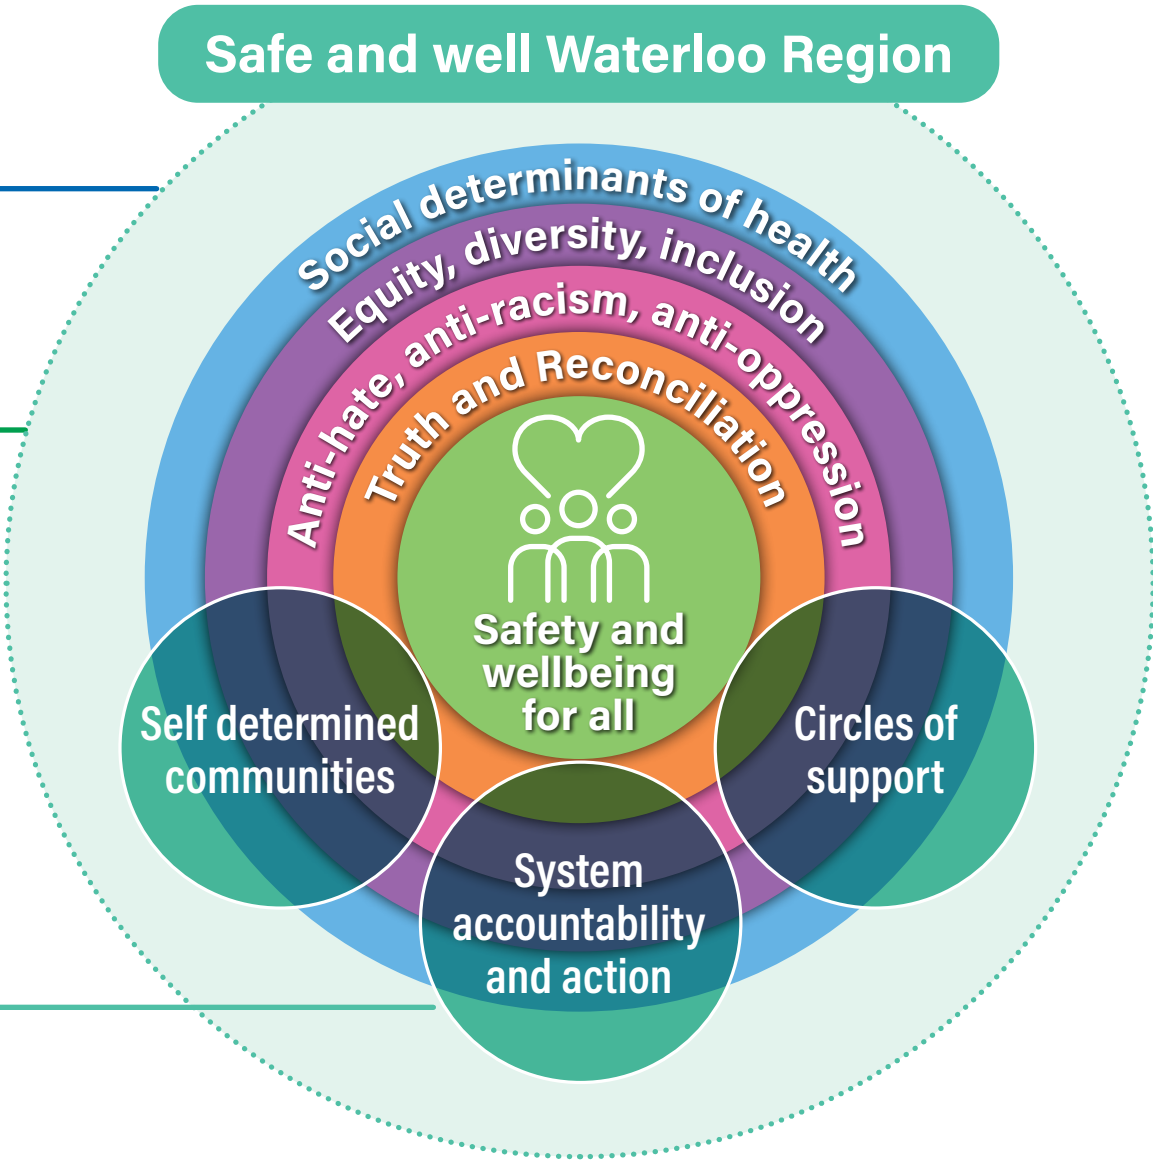 Safe and well Waterloo Region
Social determinants of health
Equity, diversity, inclusion
Anti-hate, anti-racism, anti-oppression
Truth and Reconciliation
Safety and
wellbeing
for all
Self determined
communities
Circles of
support
System
accountability
and action